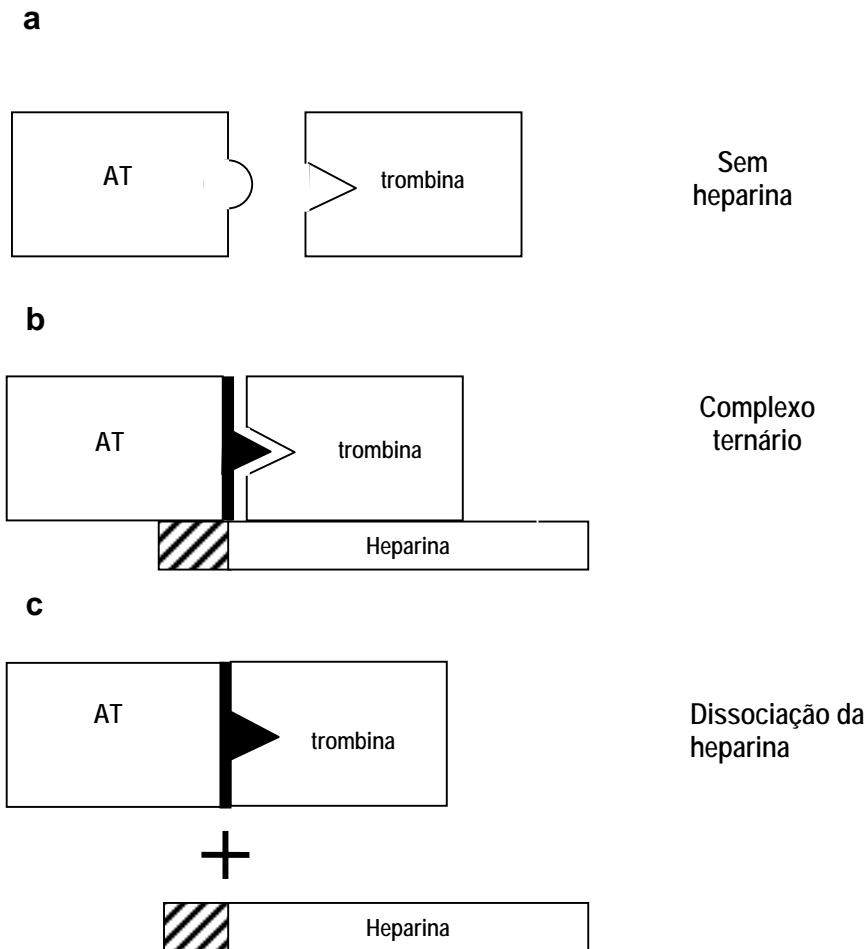 a
AT
trombina
Sem
heparina
b
AT
trombina
Complexo
ternário
Heparina
c
AT
trombina
Dissociação da
heparina
+
Heparina